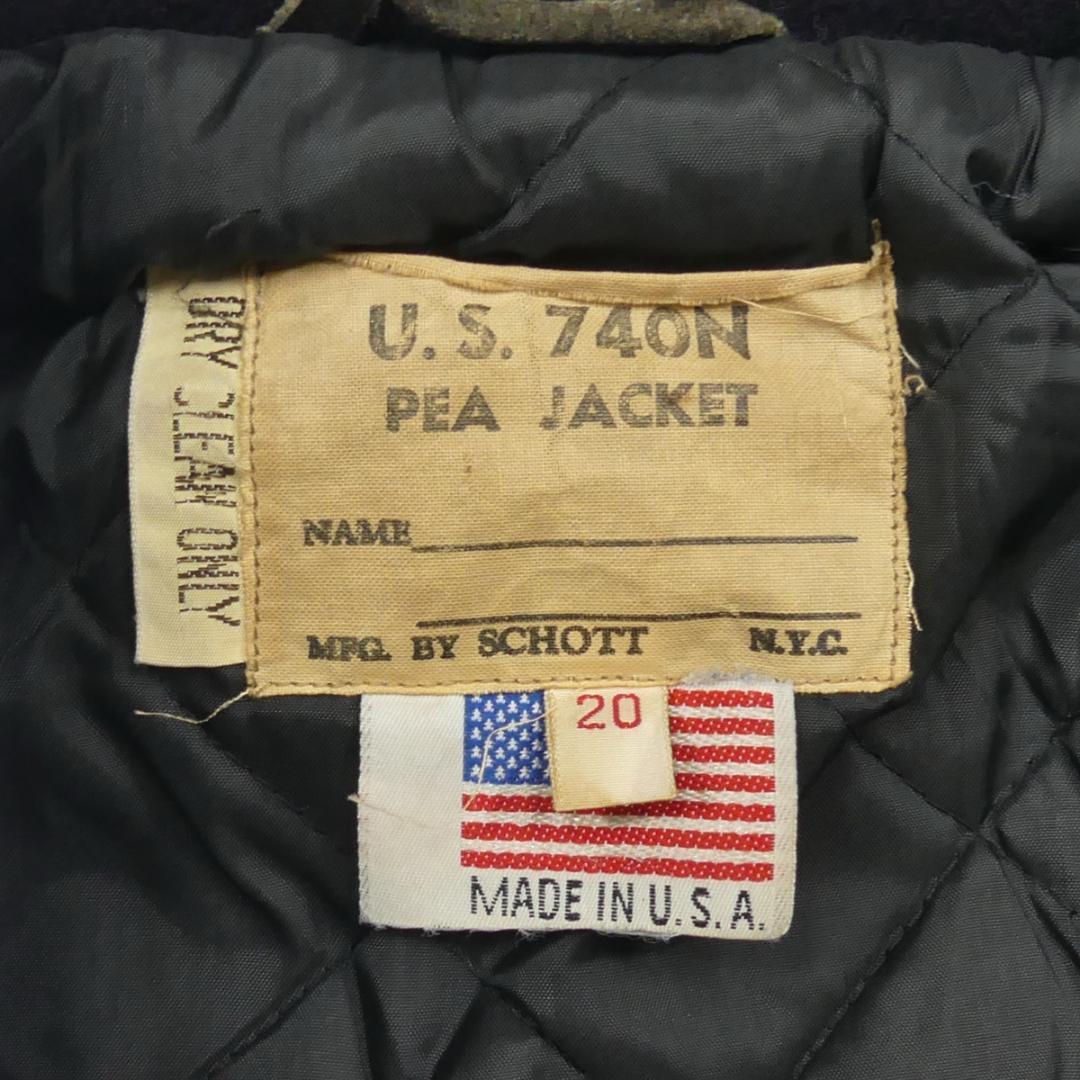 U.S. 740N
PEA JACKET
NAME
MFG. BY SCHOTT N.Y.C.
DRY CLEAN ONLY
20
MADE IN U.S.A.